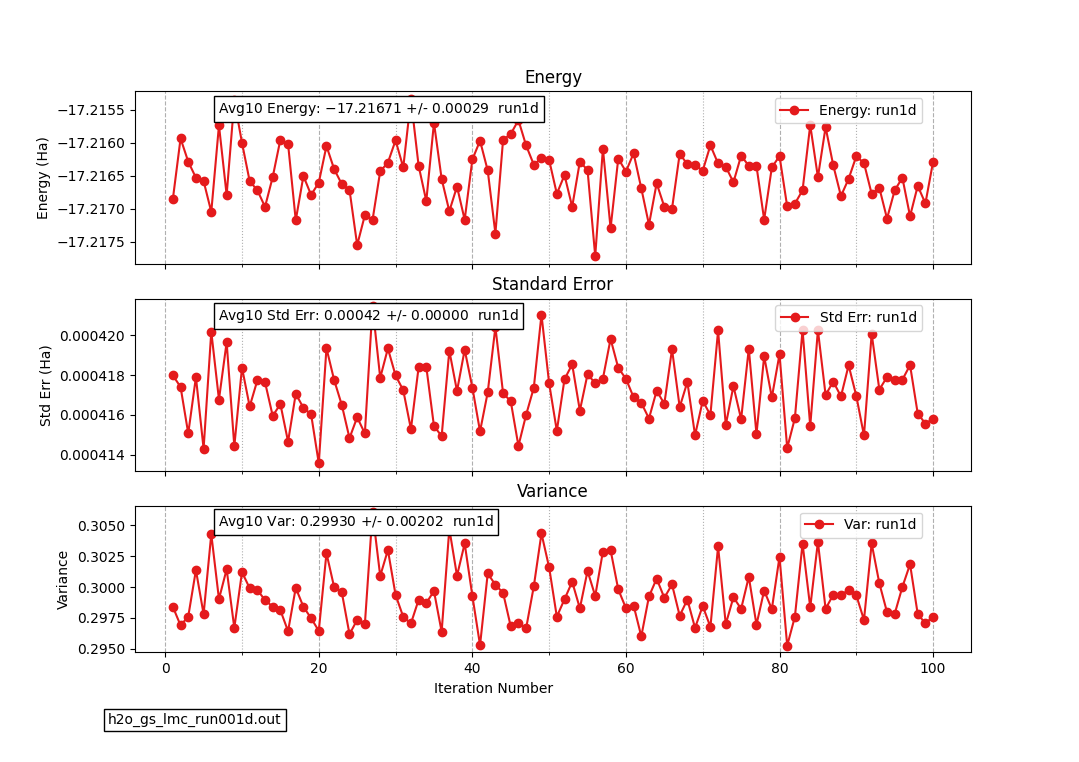 Energy
Avg10 Energy: −17.21671 +/- 0.00029  run1d
Energy: run1d
Energy (Ha)
−17.2155
−17.2160
−17.2165
−17.2170
−17.2175
Standard Error
Avg10 Std Err: 0.00042 +/- 0.00000  run1d
Std Err: run1d
Std Err (Ha)
0.000420
0.000418
0.000416
0.000414
Variance
Avg10 Var: 0.29930 +/- 0.00202  run1d
Var: run1d
Variance
0.3050
0.3025
0.3000
0.2975
0.2950
0 20 40 60 80 100
Iteration Number
h2o_gs_lmc_run001d.out